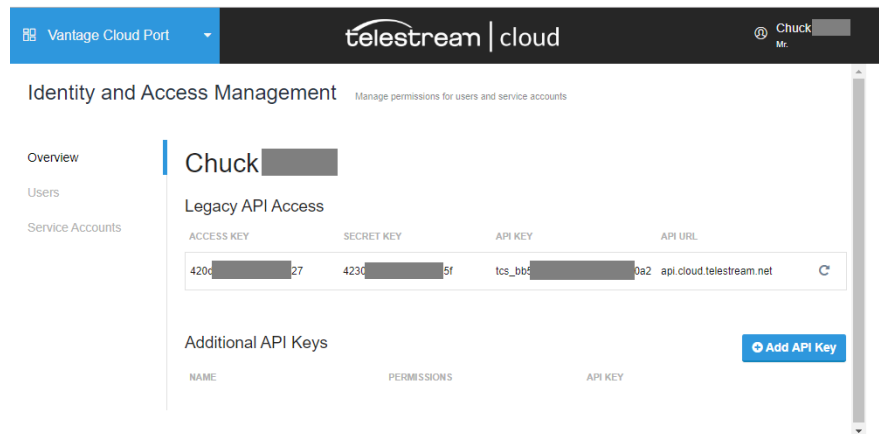 Vantage Cloud Port
telestream | cloud
Chuck
Mr.
Identity and Access Management
Manage permissions for users and service accounts
Overview
Users
Service Accounts
Chuck
Legacy API Access
ACCESS KEY SECRET KEY API KEY API URL
420c 27 4230 5f tcs_bb5 0a2 api.cloud.telestream.net
Additional API Keys
Add API Key
NAME PERMISSIONS API KEY